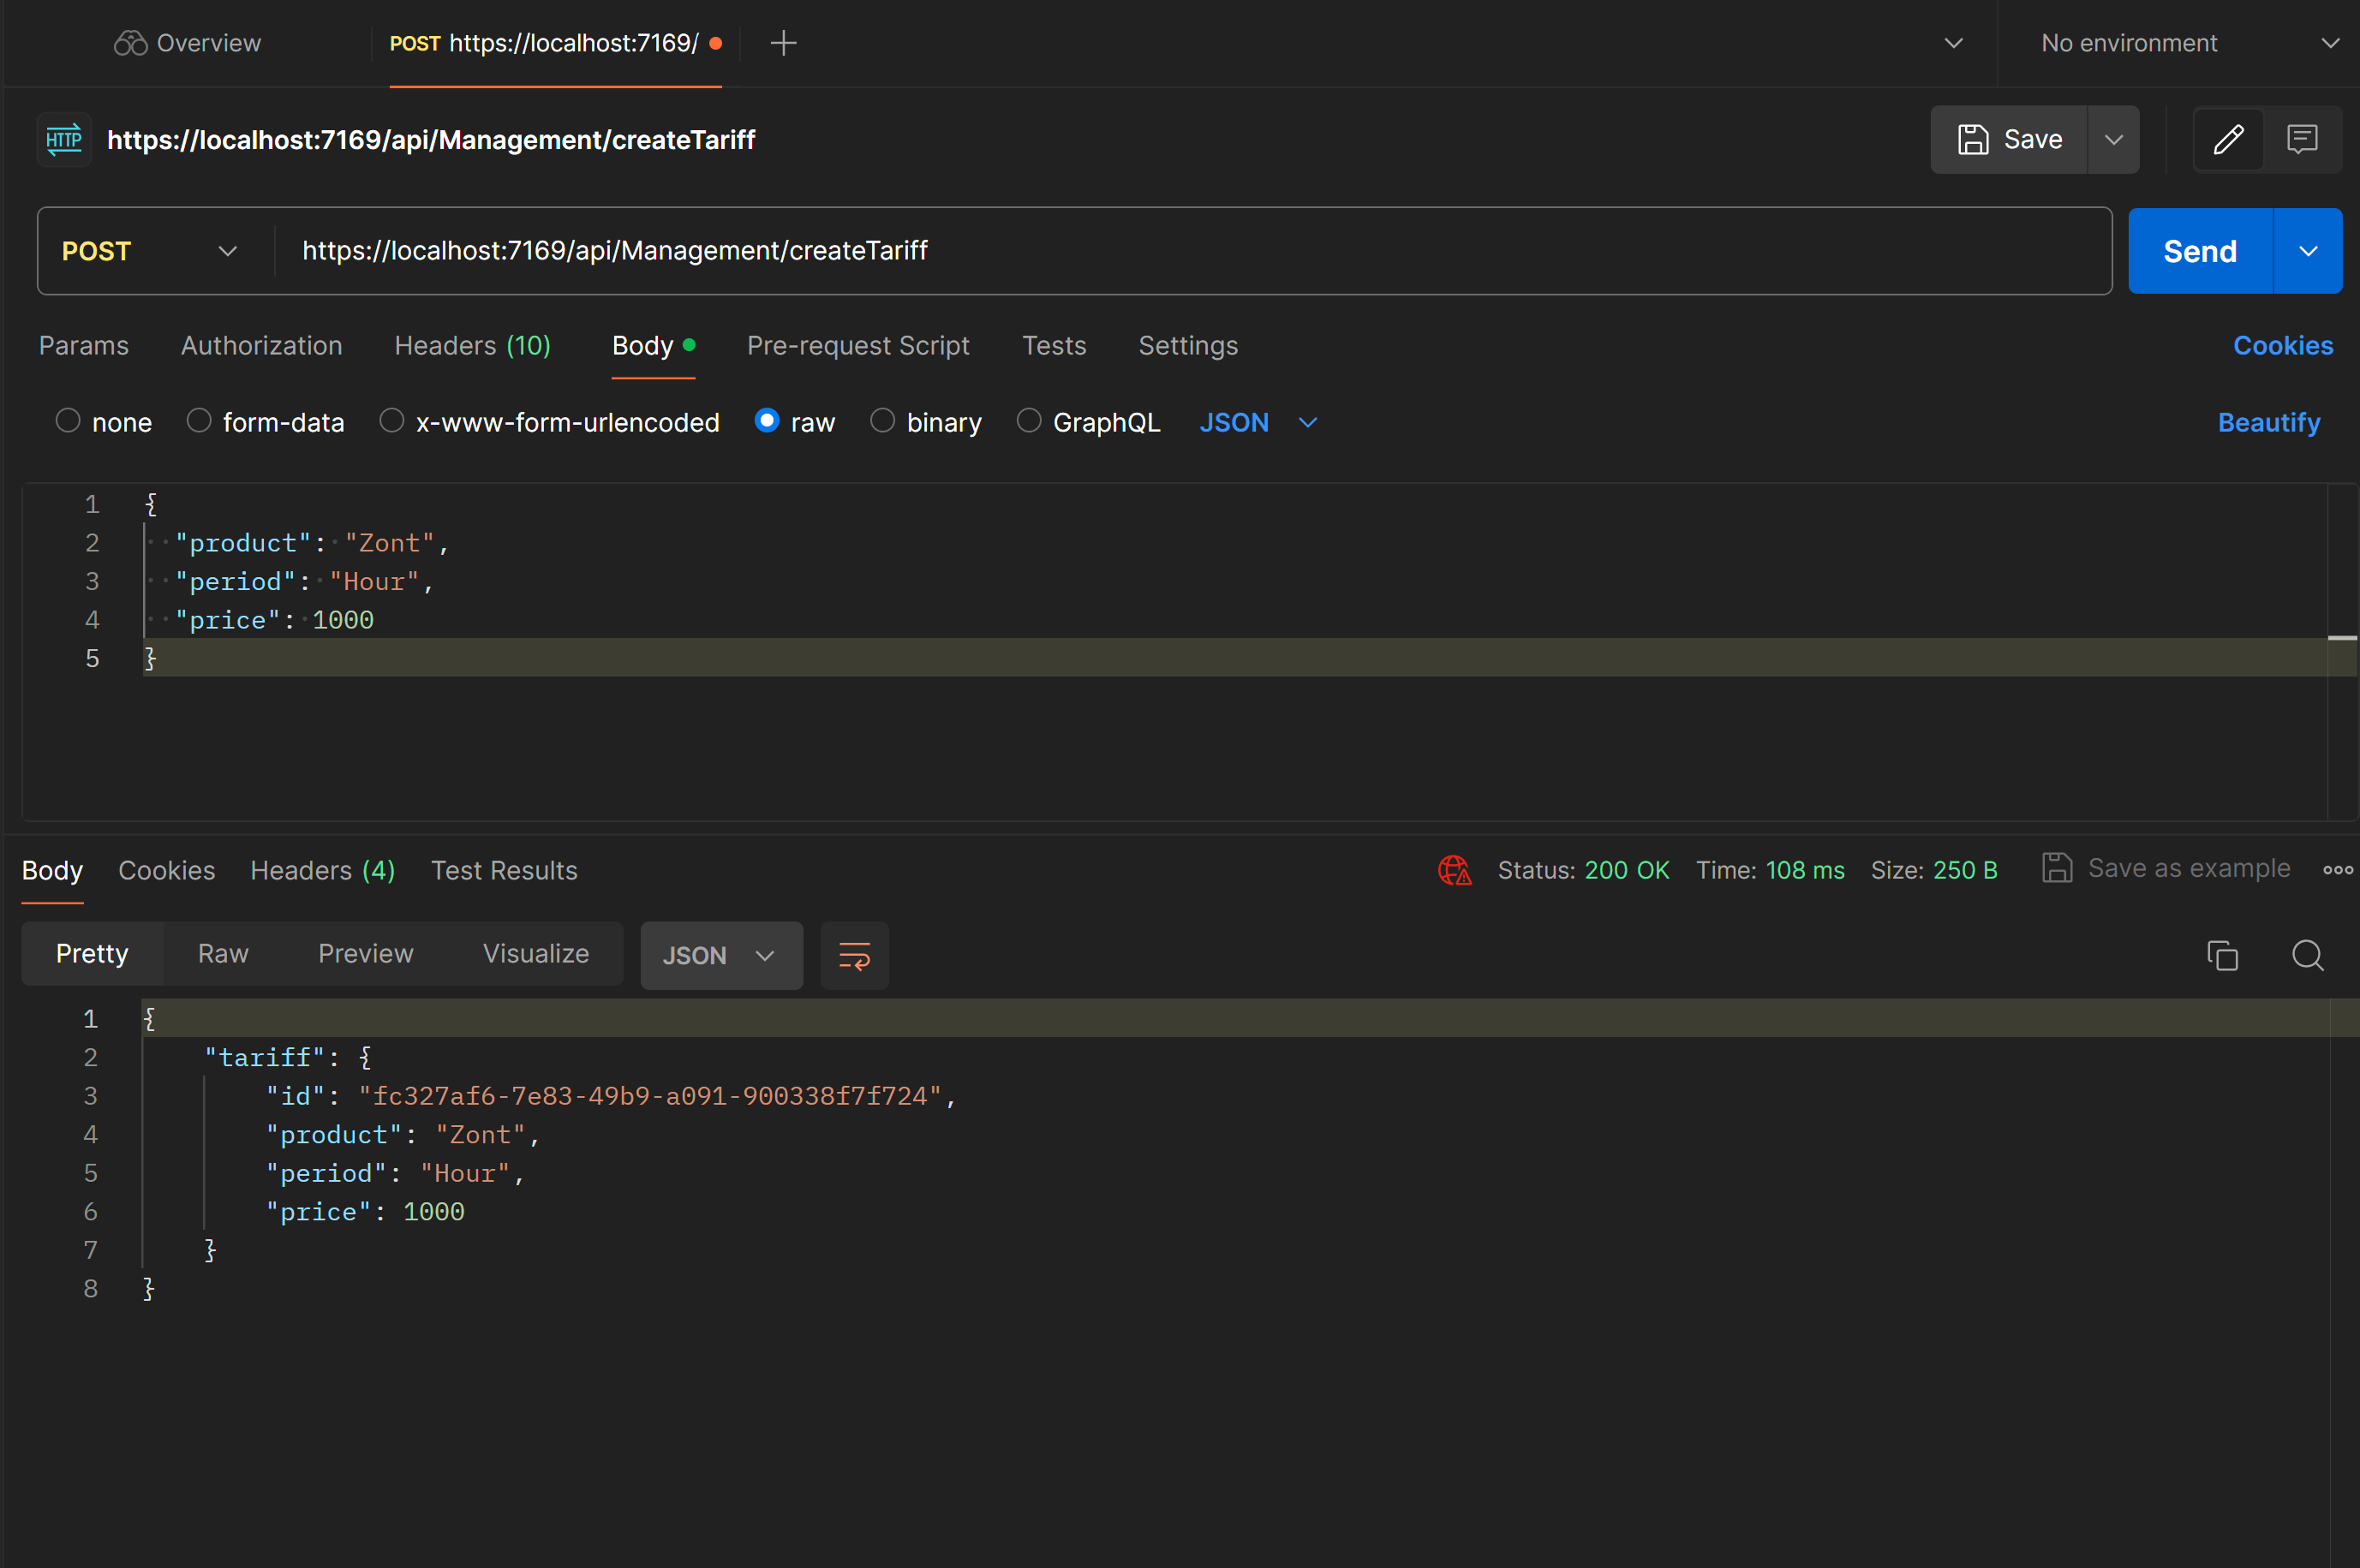 Overview
POST https://localhost:7169/
No environment
HTTP https://localhost:7169/api/Management/createTariff
Save
POST https://localhost:7169/api/Management/createTariff
Send
Params Authorization Headers (10) Body Pre-request Script Tests Settings Cookies
none form-data x-www-form-urlencoded raw binary GraphQL JSON Beautify
1 {
2 "product": "Zont",
3 "period": "Hour",
4 "price": 1000
5 }
Body Cookies Headers (4) Test Results Status: 200 OK Time: 108 ms Size: 250 B Save as example
Pretty Raw Preview Visualize JSON
1 {
2 "tariff": {
3 "id": "fc327af6-7e83-49b9-a091-900338f7f724",
4 "product": "Zont",
5 "period": "Hour",
6 "price": 1000
7 }
8 }